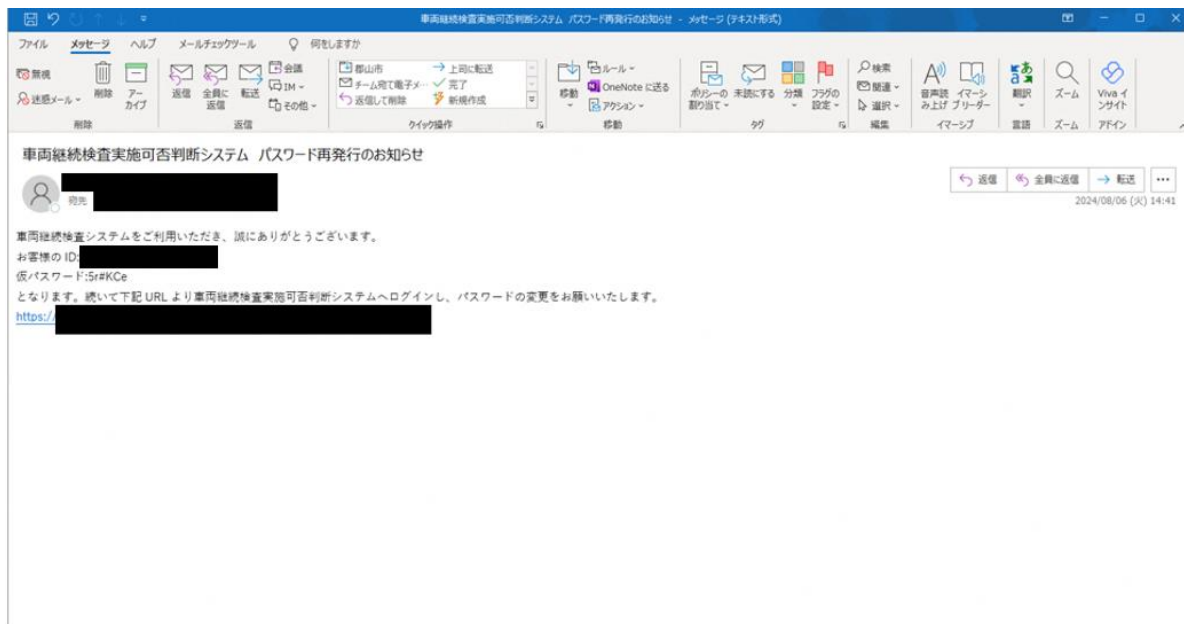 車両継続検査実施可否判断システム パスワード再発行のお知らせ - メッセージ (テキスト形式)
ファイル メッセージ ヘルプ メールチェックツール 何をしますか
無視
迷惑メール
削除
アーカイブ
削除
返信
全員に返信
転送
会議
IM
その他
返信
郡山市
チーム宛て電子メ…
返信して削除
上司に転送
完了
新規作成
クイック操作
移動
ルール
OneNote に送る
アクション
移動
ポリシーの割り当て
未読にする
分類
フラグの設定
タグ
検索
関連
選択
編集
音声読み上げ
イマーシブ リーダー
イマーシブ
翻訳
言語
ズーム
ズーム
Viva インサイト
アドイン
車両継続検査実施可否判断システム パスワード再発行のお知らせ
宛先
返信 全員に返信 転送
2024/08/06 (火) 14:41
車両継続検査システムをご利用いただき、誠にありがとうございます。
お客様の ID:
仮パスワード:5r#KCe
となります。続いて下記 URL より車両継続検査実施可否判断システムへログインし、パスワードの変更をお願いいたします。
https:/